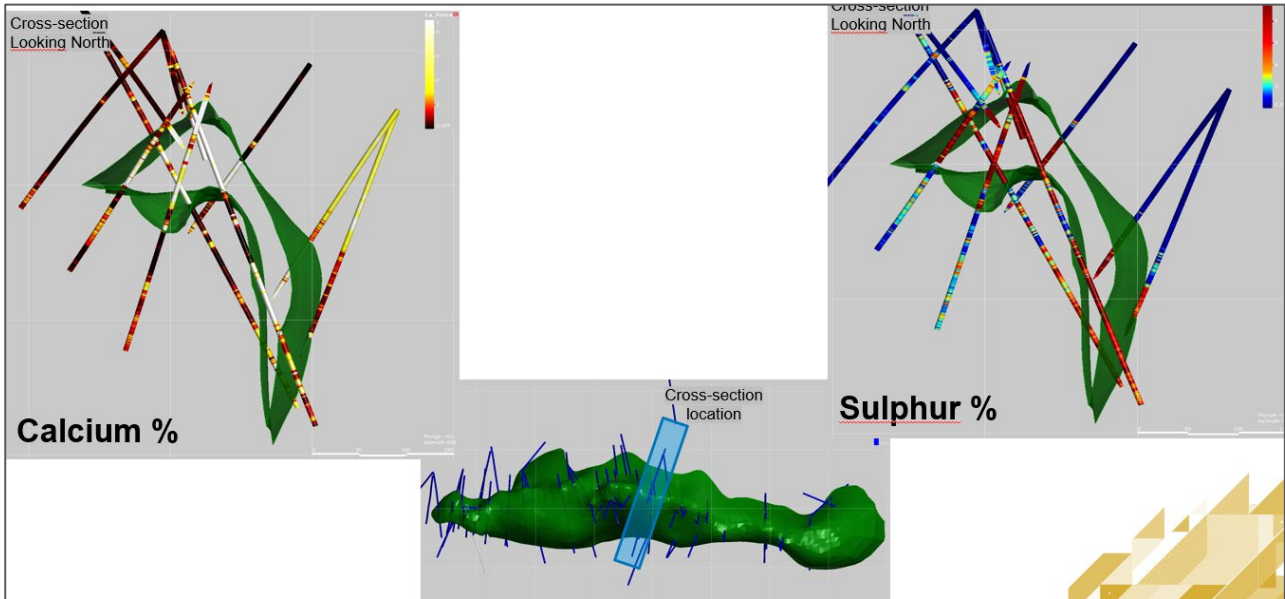 Cross-section
Looking North
Calcium %
Cross-section
location
Cross-section
Looking North
Sulphur %